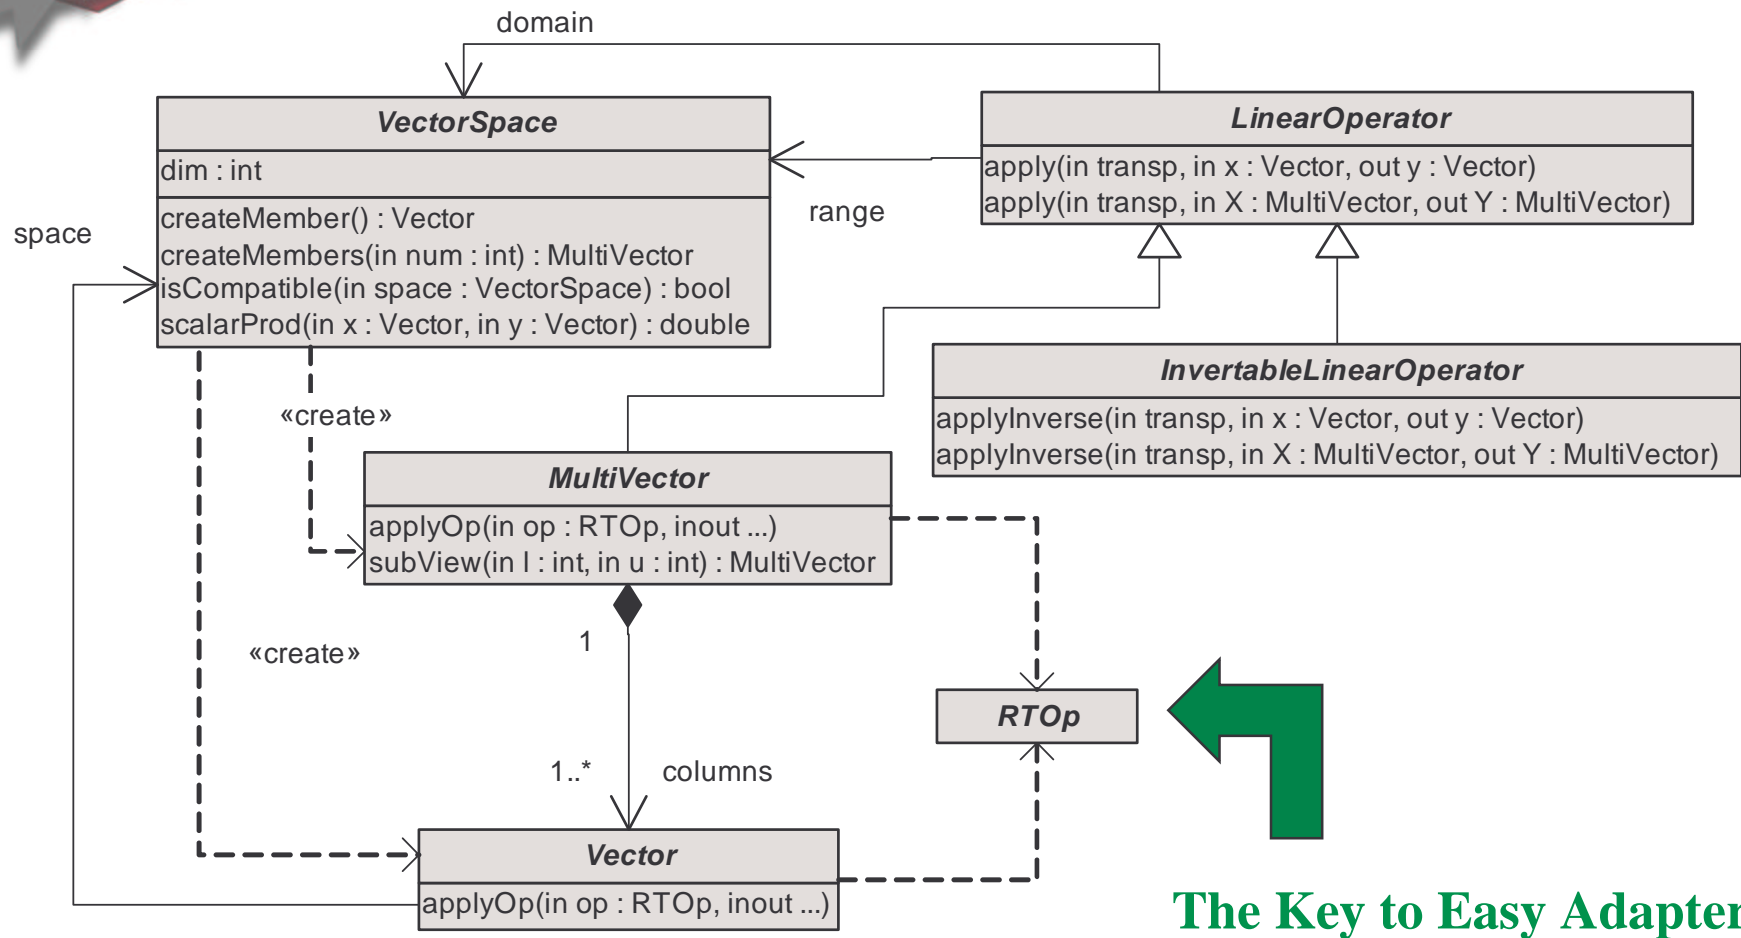 domain
VectorSpace
dim : int
createMember() : Vector
createMembers(in num : int) : MultiVector
isCompatible(in space : VectorSpace) : bool
scalarProd(in x : Vector, in y : Vector) : double
LinearOperator
apply(in transp, in x : Vector, out y : Vector)
apply(in transp, in X : MultiVector, out Y : MultiVector)
range
space
InvertableLinearOperator
applyInverse(in transp, in x : Vector, out y : Vector)
applyInverse(in transp, in X : MultiVector, out Y : MultiVector)
«create»
MultiVector
applyOp(in op : RTOp, inout ...)
subView(in l : int, in u : int) : MultiVector
1
«create»
RTOp
1..*
columns
Vector
applyOp(in op : RTOp, inout ...)
The Key to Easy Adapter